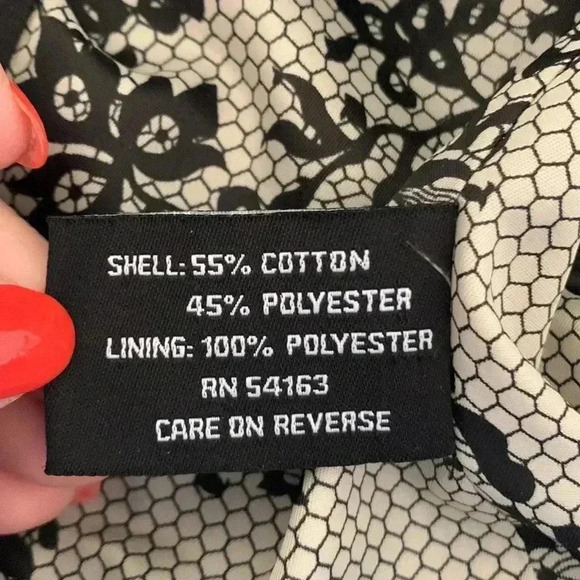 SHELL: 55% COTTON
45% POLYESTER
LINING: 100% POLYESTER
RN 54163
CARE ON REVERSE